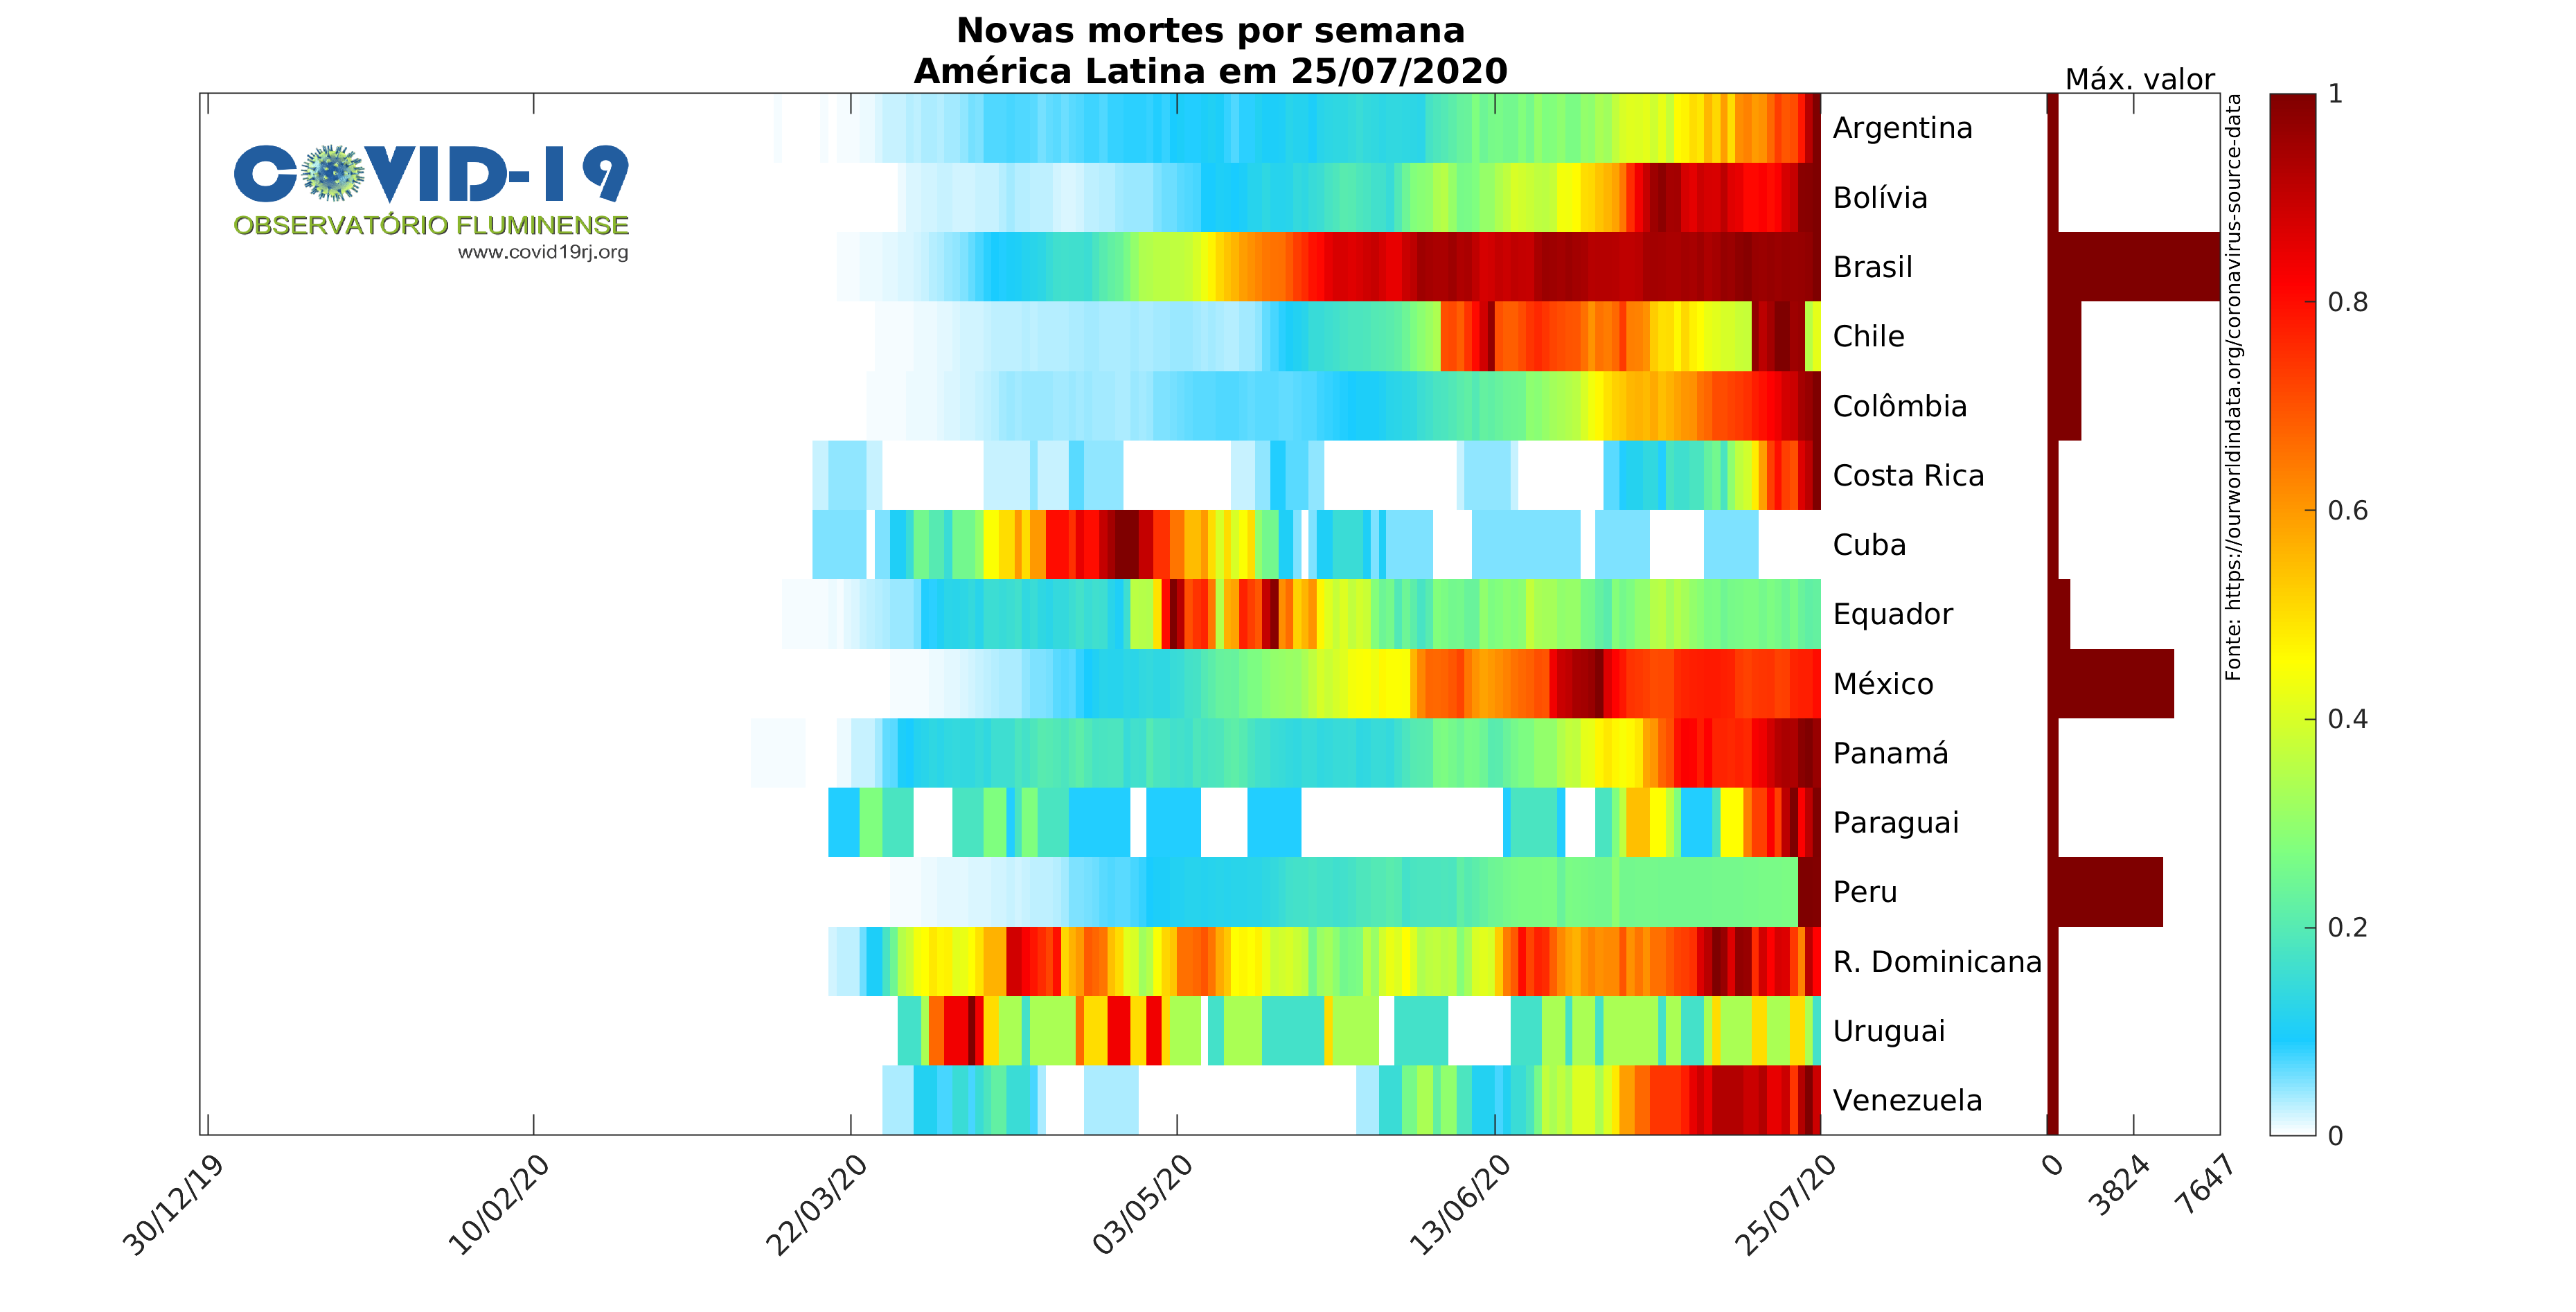 Novas mortes por semana
América Latina em 25/07/2020
Máx. valor
COVID-19
OBSERVATÓRIO FLUMINENSE
www.covid19rj.org
Argentina
Bolívia
Brasil
Chile
Colômbia
Costa Rica
Cuba
Equador
México
Panamá
Paraguai
Peru
R. Dominicana
Uruguai
Venezuela
Fonte: https://ourworldindata.org/coronavirus-source-data
1
0.8
0.6
0.4
0.2
0
30/12/19
10/02/20
22/03/20
03/05/20
13/06/20
25/07/20
0
3824
7647